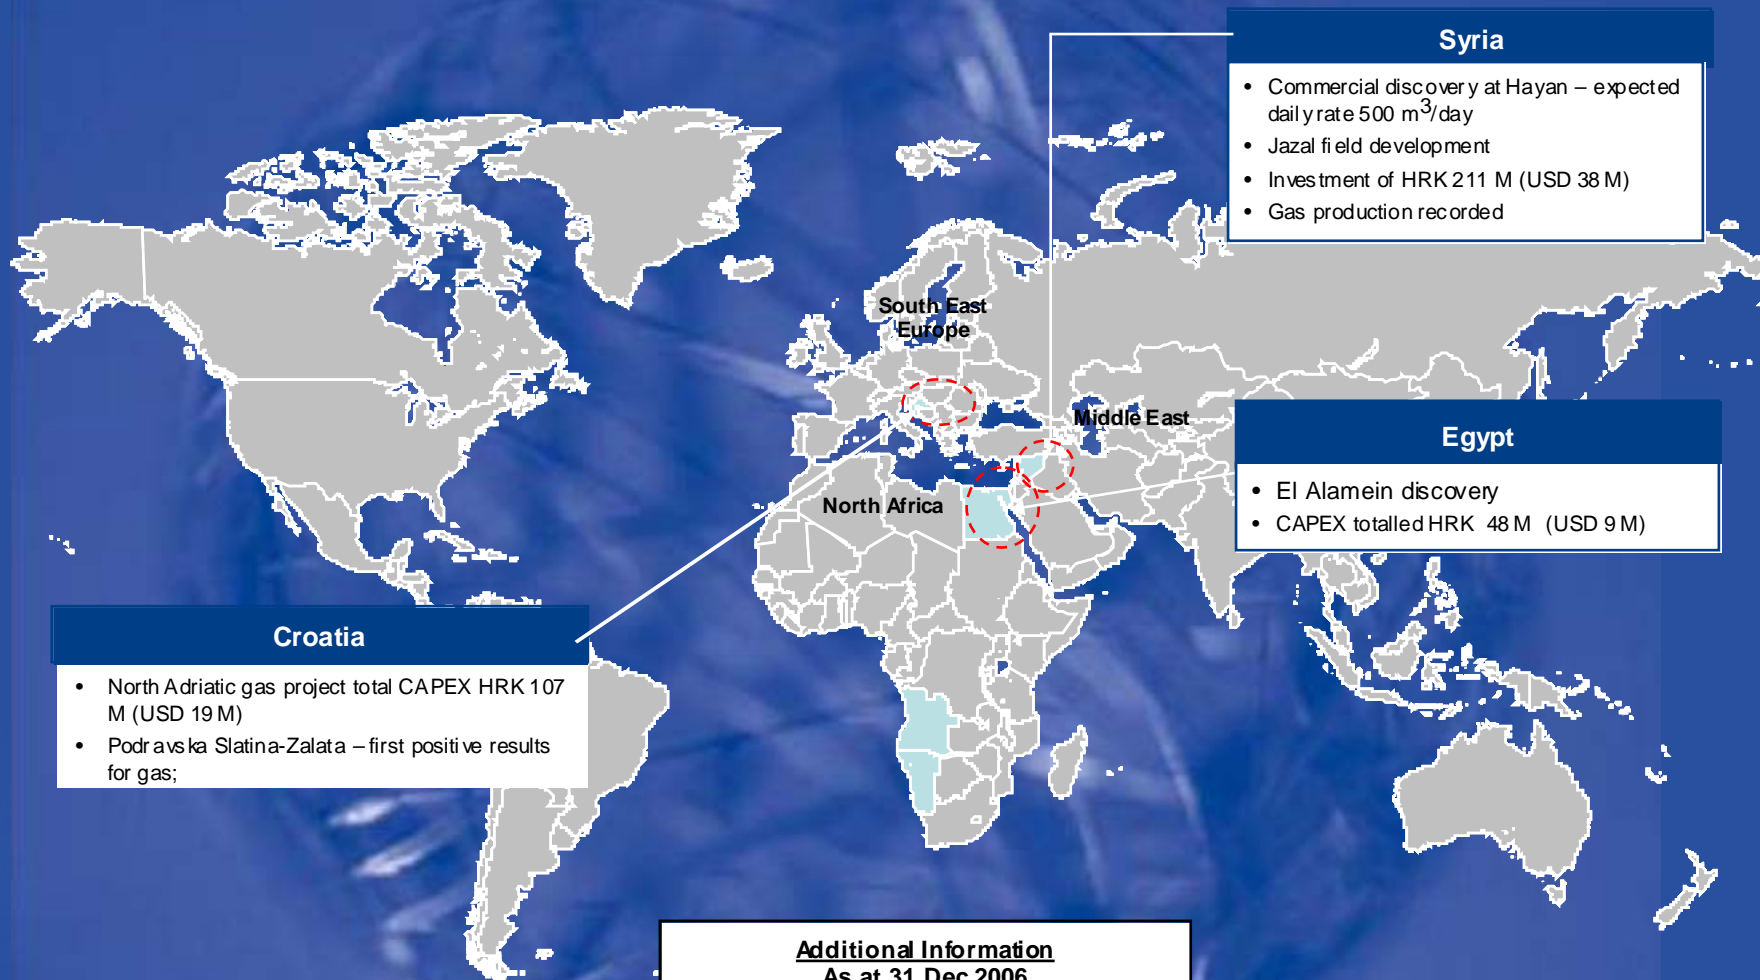 Syria
• Commercial discovery at Hayan – expected
daily rate 500 m³/day
• Jazal field development
• Investment of HRK 211 M (USD 38 M)
• Gas production recorded
South East
Europe
Middle East
Egypt
• El Alamein discovery
• CAPEX totalled HRK 48 M (USD 9 M)
North Africa
Croatia
• North Adriatic gas project total CAPEX HRK 107
M (USD 19 M)
• Podravska Slatina-Zalata – first positive results
for gas;
Additional Information
As at 31 Dec 2006